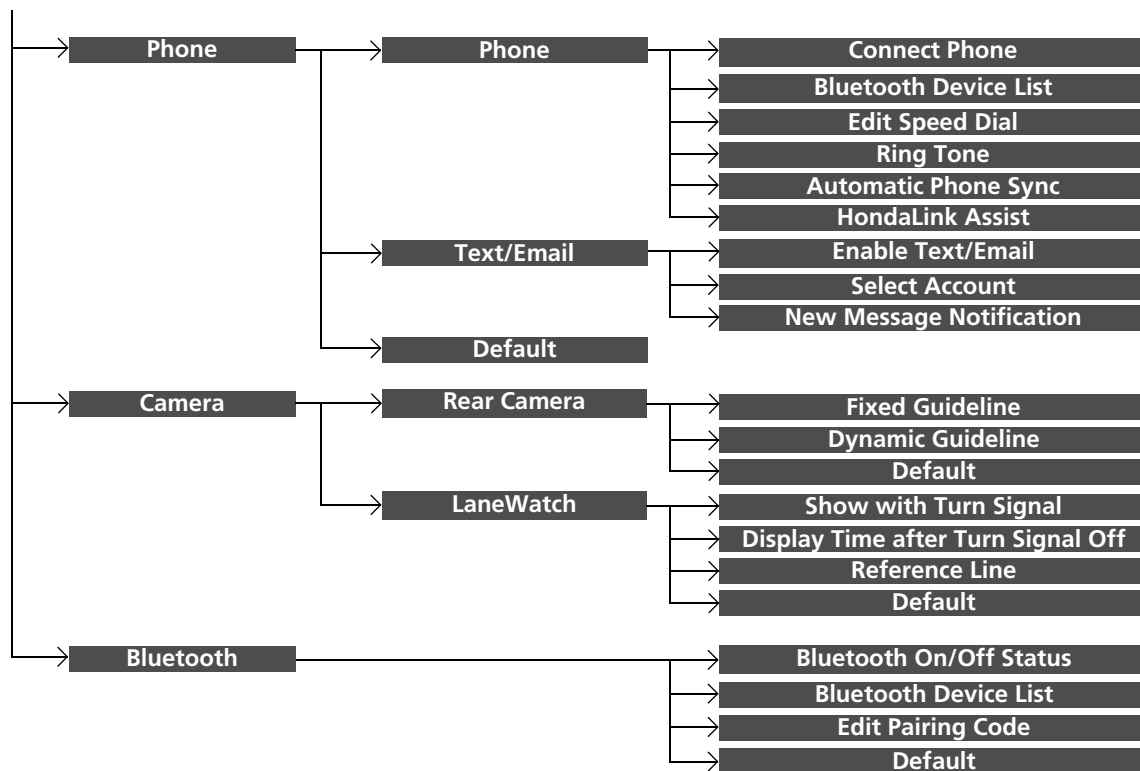 Phone
Phone
Connect Phone
Bluetooth Device List
Edit Speed Dial
Ring Tone
Automatic Phone Sync
HondaLink Assist
Text/Email
Enable Text/Email
Select Account
New Message Notification
Default
Camera
Rear Camera
Fixed Guideline
Dynamic Guideline
Default
LaneWatch
Show with Turn Signal
Display Time after Turn Signal Off
Reference Line
Default
Bluetooth
Bluetooth On/Off Status
Bluetooth Device List
Edit Pairing Code
Default